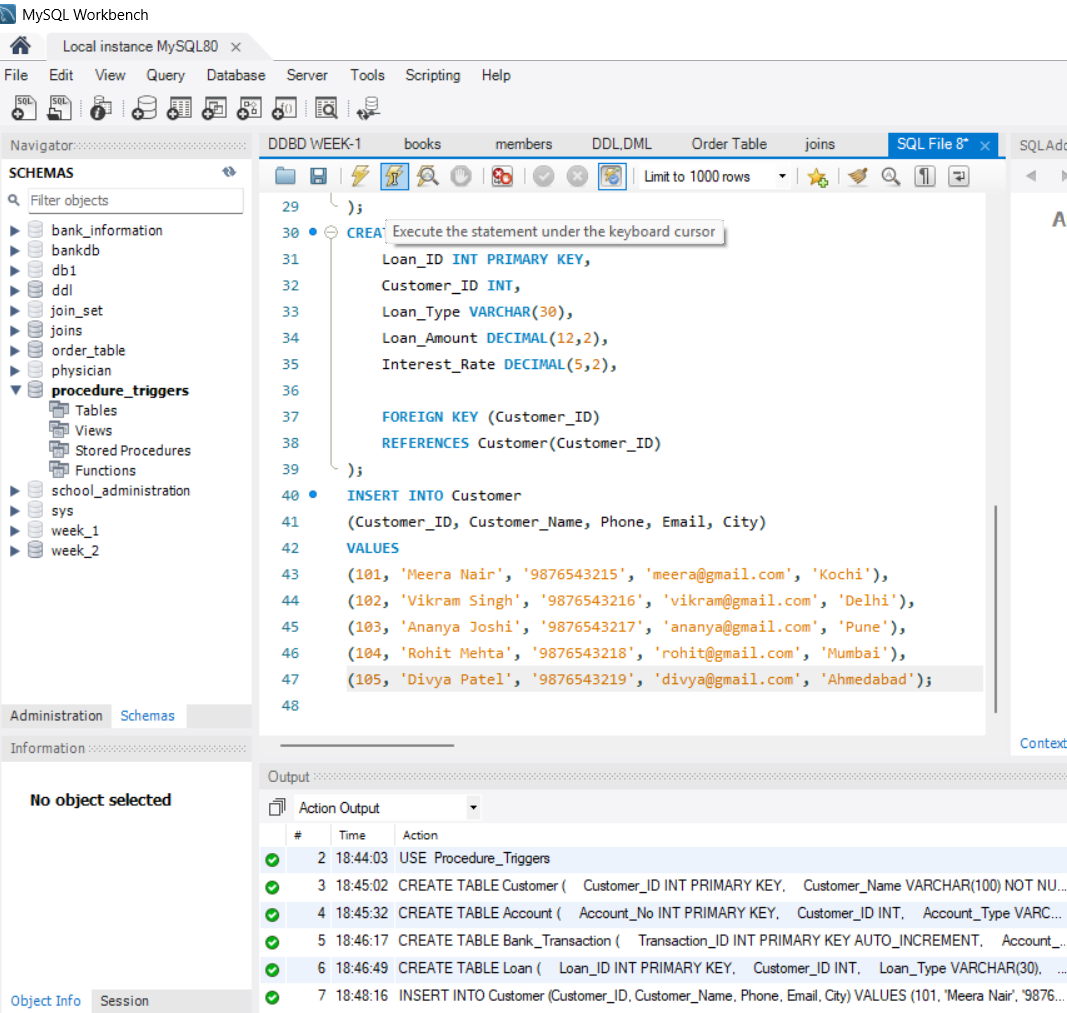 MySQL Workbench
Local instance MySQL80
File Edit View Query Database Server Tools Scripting Help
Navigator
SCHEMAS
Filter objects
bank_information
bankdb
db1
ddl
join_set
joins
order_table
physician
procedure_triggers
Tables
Views
Stored Procedures
Functions
school_administration
sys
week_1
week_2
Administration Schemas
Information
No object selected
Object Info Session
DDBD WEEK-1 books members DDL,DML Order Table joins SQL File 8*
Limit to 1000 rows
Execute the statement under the keyboard cursor
29 );
30 CREAT
31 Loan_ID INT PRIMARY KEY,
32 Customer_ID INT,
33 Loan_Type VARCHAR(30),
34 Loan_Amount DECIMAL(12,2),
35 Interest_Rate DECIMAL(5,2),
36
37 FOREIGN KEY (Customer_ID)
38 REFERENCES Customer(Customer_ID)
39 );
40 INSERT INTO Customer
41 (Customer_ID, Customer_Name, Phone, Email, City)
42 VALUES
43 (101, 'Meera Nair', '9876543215', 'meera@gmail.com', 'Kochi'),
44 (102, 'Vikram Singh', '9876543216', 'vikram@gmail.com', 'Delhi'),
45 (103, 'Ananya Joshi', '9876543217', 'ananya@gmail.com', 'Pune'),
46 (104, 'Rohit Mehta', '9876543218', 'rohit@gmail.com', 'Mumbai'),
47 (105, 'Divya Patel', '9876543219', 'divya@gmail.com', 'Ahmedabad');
48
SQLAdd
A
Context
Output
Action Output
# Time Action
2 18:44:03 USE Procedure_Triggers
3 18:45:02 CREATE TABLE Customer ( Customer_ID INT PRIMARY KEY, Customer_Name VARCHAR(100) NOT NU...
4 18:45:32 CREATE TABLE Account ( Account_No INT PRIMARY KEY, Customer_ID INT, Account_Type VARC...
5 18:46:17 CREATE TABLE Bank_Transaction ( Transaction_ID INT PRIMARY KEY AUTO_INCREMENT, Account_...
6 18:46:49 CREATE TABLE Loan ( Loan_ID INT PRIMARY KEY, Customer_ID INT, Loan_Type VARCHAR(30), ...
7 18:48:16 INSERT INTO Customer (Customer_ID, Customer_Name, Phone, Email, City) VALUES (101, 'Meera Nair', '9876...